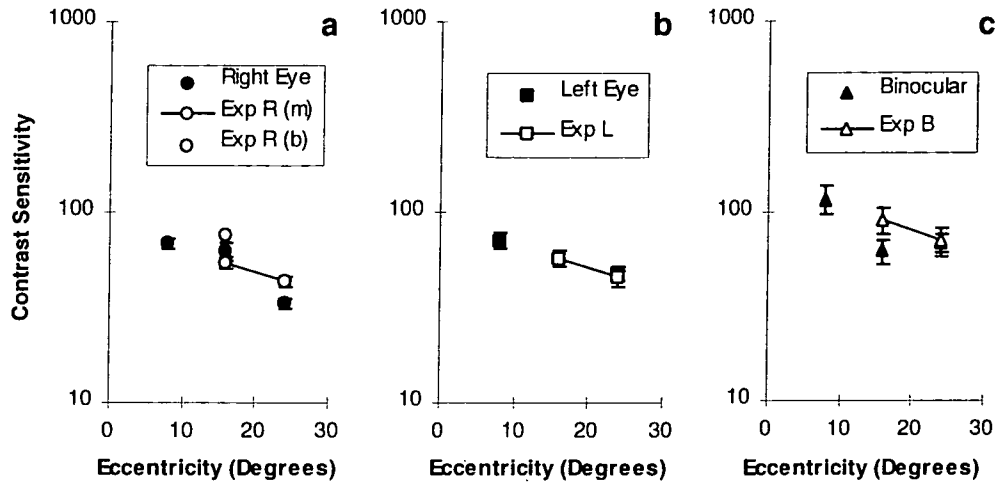 1000
100
10
Contrast Sensitivity
a
Right Eye
Exp R (m)
Exp R (b)
0 10 20 30
Eccentricity (Degrees)
1000
100
10
b
Left Eye
Exp L
0 10 20 30
Eccentricity (Degrees)
1000
100
10
c
Binocular
Exp B
0 10 20 30
Eccentricity (Degrees)